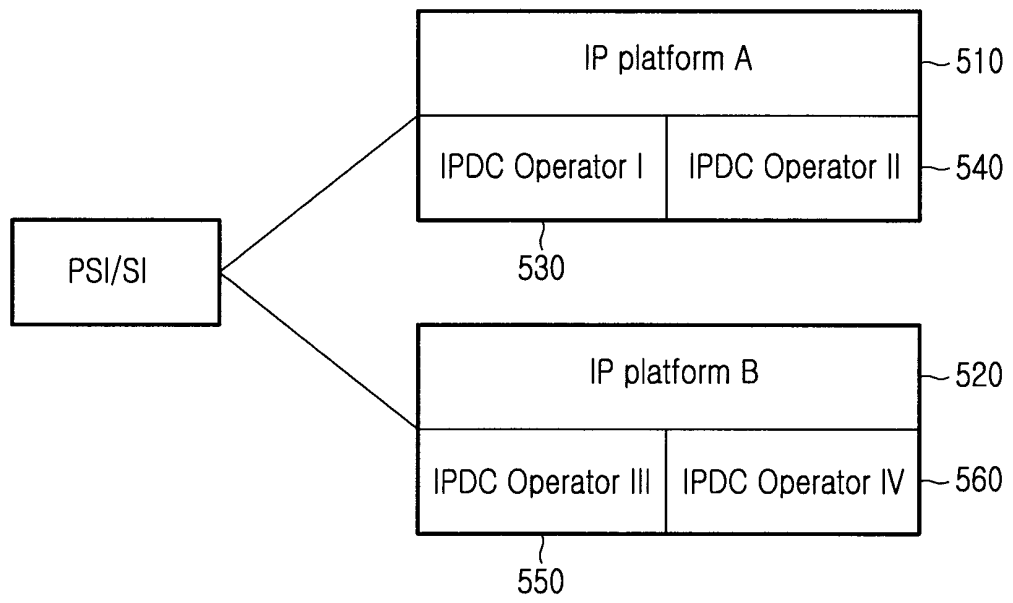 IP platform A
510
IPDC Operator I
IPDC Operator II
540
530
PSI/SI
IP platform B
520
IPDC Operator III
IPDC Operator IV
560
550